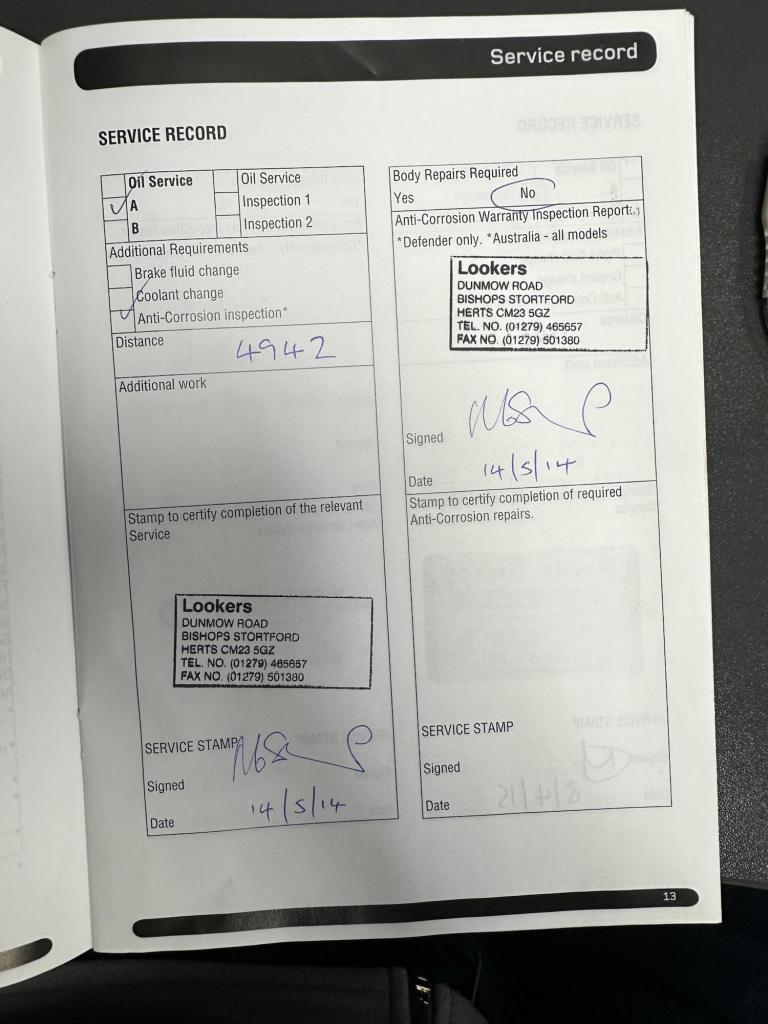 Service record
SERVICE RECORD
Oil Service
Oil Service
A
Inspection 1
B
Inspection 2
Additional Requirements
Brake fluid change
Coolant change
Anti-Corrosion inspection*
Distance
4942
Additional work
Stamp to certify completion of the relevant
Service
Lookers
DUNMOW ROAD
BISHOPS STORTFORD
HERTS CM23 5GZ
TEL. NO. (01279) 465657
FAX NO. (01279) 501380
SERVICE STAMP
Signed
14/5/14
Date
Body Repairs Required
Yes
No
Anti-Corrosion Warranty Inspection Report:
*Defender only. *Australia - all models
Lookers
DUNMOW ROAD
BISHOPS STORTFORD
HERTS CM23 5GZ
TEL. NO. (01279) 465657
FAX NO. (01279) 501380
Signed
Date
14/5/14
Stamp to certify completion of required
Anti-Corrosion repairs.
SERVICE STAMP
Signed
Date
13